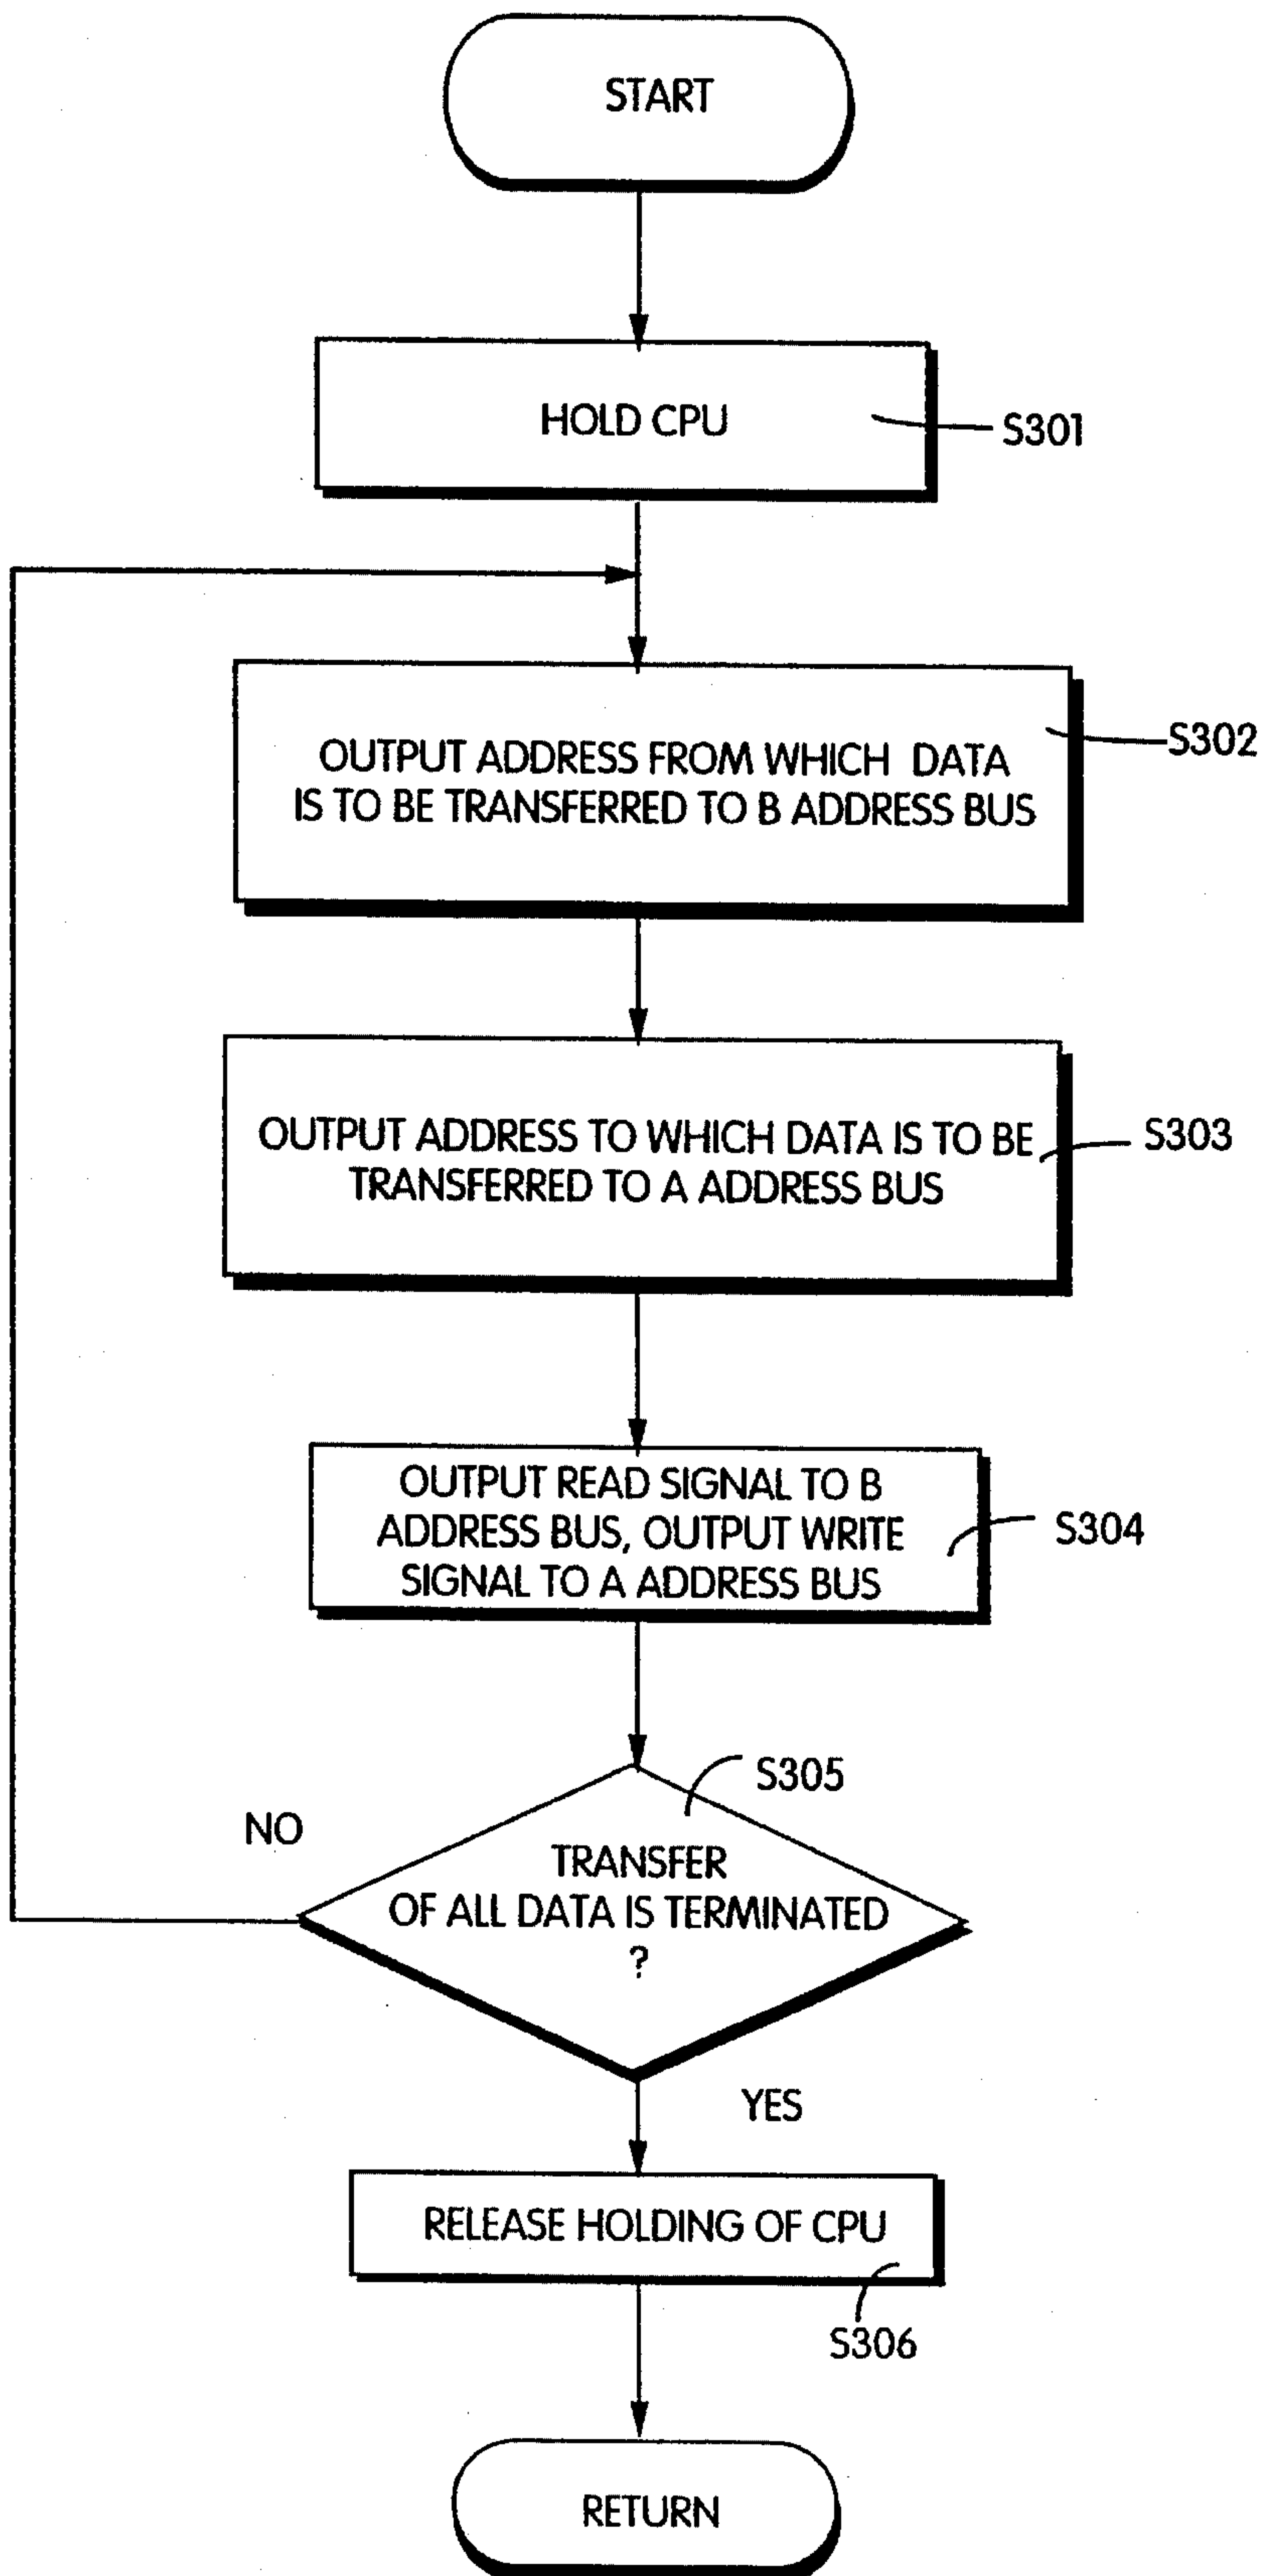 START
HOLD CPU
S301
OUTPUT ADDRESS FROM WHICH DATA
IS TO BE TRANSFERRED TO B ADDRESS BUS
S302
OUTPUT ADDRESS TO WHICH DATA IS TO BE
TRANSFERRED TO A ADDRESS BUS
S303
OUTPUT READ SIGNAL TO B
ADDRESS BUS, OUTPUT WRITE
SIGNAL TO A ADDRESS BUS
S304
S305
NO
TRANSFER
OF ALL DATA IS TERMINATED
?
YES
RELEASE HOLDING OF CPU
S306
RETURN